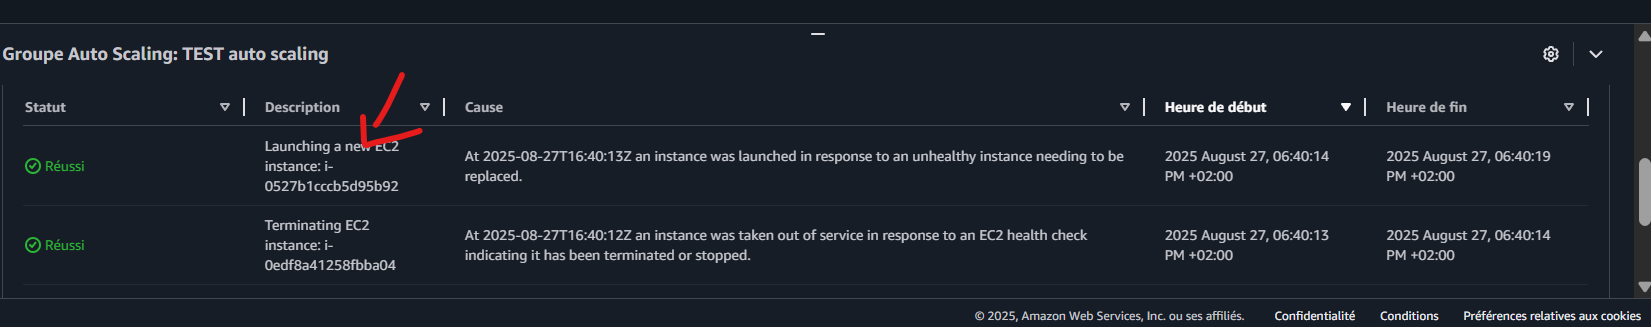 Groupe Auto Scaling: TEST auto scaling
Statut Description Cause Heure de début Heure de fin
Réussi
Launching a new EC2
instance: i-
0527b1cccb5d95b92
At 2025-08-27T16:40:13Z an instance was launched in response to an unhealthy instance needing to be
replaced.
2025 August 27, 06:40:14
PM +02:00
2025 August 27, 06:40:19
PM +02:00
Réussi
Terminating EC2
instance: i-
0edf8a41258fbba04
At 2025-08-27T16:40:12Z an instance was taken out of service in response to an EC2 health check
indicating it has been terminated or stopped.
2025 August 27, 06:40:13
PM +02:00
2025 August 27, 06:40:14
PM +02:00
© 2025, Amazon Web Services, Inc. ou ses affiliés. Confidentialité Conditions Préférences relatives aux cookies